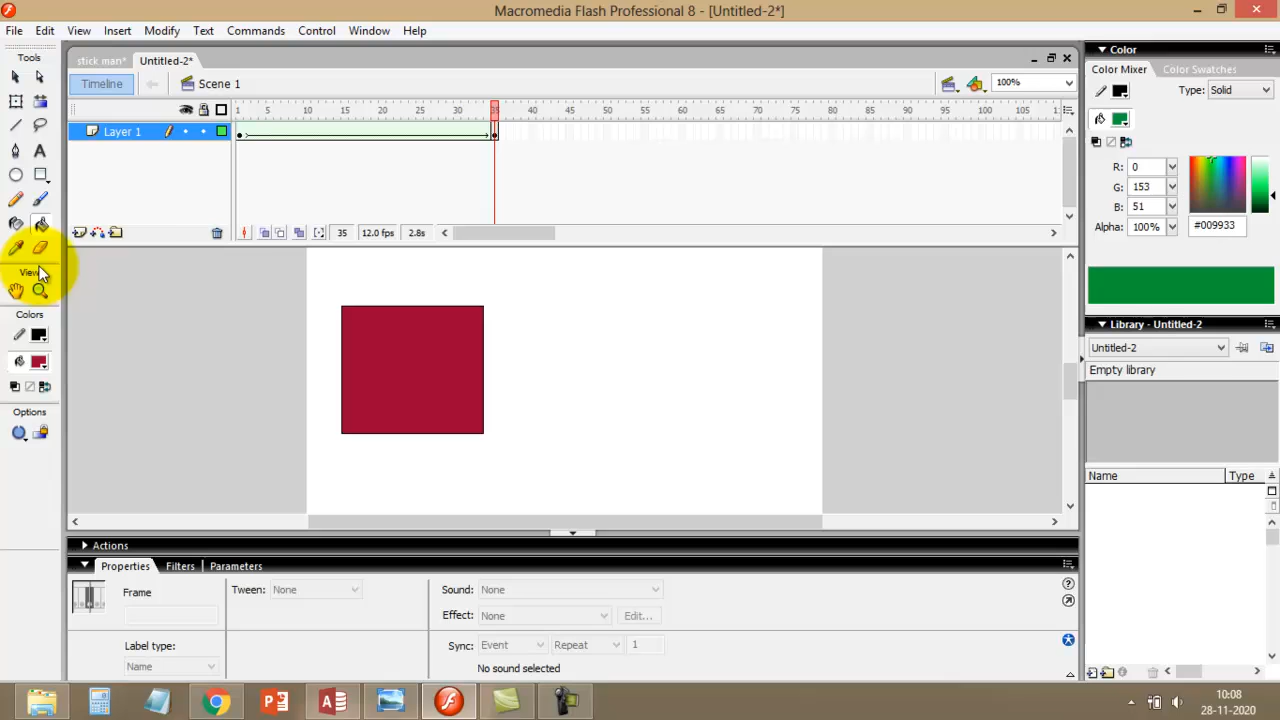 Macromedia Flash Professional 8 - [Untitled-2*]
File Edit View Insert Modify Text Commands Control Window Help
Tools
stick man* Untitled-2*
Timeline Scene 1 100%
1 5 10 15 20 25 30 35 40 45 50 55 60 65 70 75 80 85 90 95 100 105 1:
Layer 1
35 12.0 fps 2.8s
View
Colors
Options
Color
Color Mixer Color Swatches
Type: Solid
R: 0
G: 153
B: 51
Alpha: 100% #009933
Library - Untitled-2
Untitled-2
Empty library
Name Type
Actions
Properties Filters Parameters
Frame Tween: None Sound: None
Effect: None Edit...
Label type: Sync: Event Repeat 1
Name No sound selected
10:08
28-11-2020